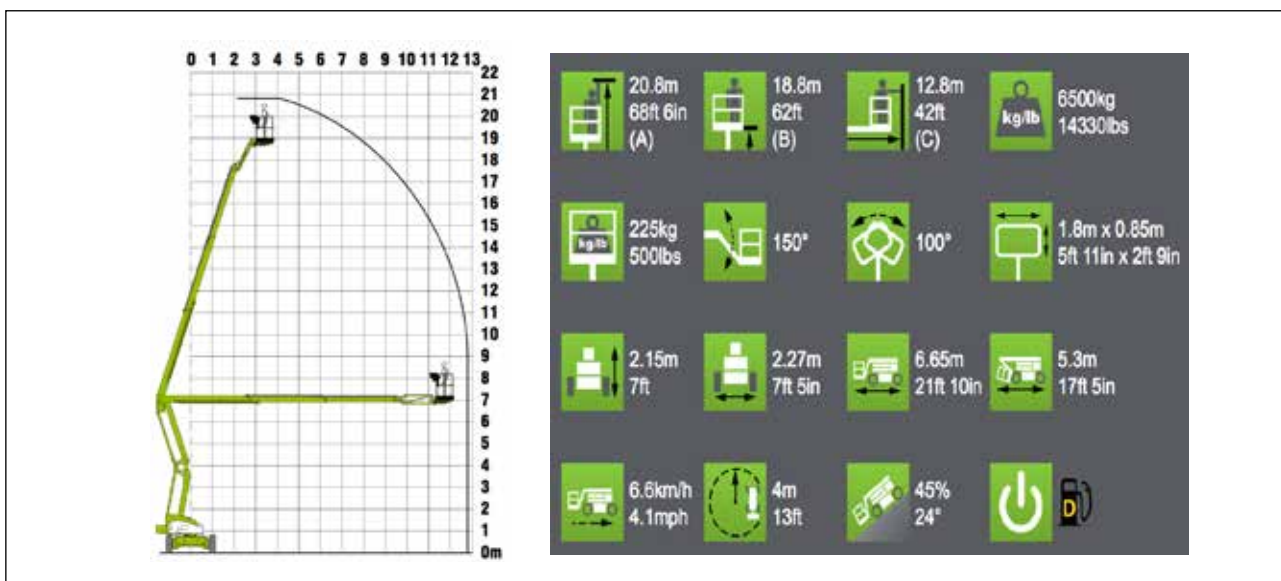 0 1 2 3 4 5 6 7 8 9 10 11 12 13
22
21
20
19
18
17
16
15
14
13
12
11
10
9
8
7
6
5
4
3
2
1
0m
20.8m
68ft 6in
(A)
18.8m
62ft
(B)
12.8m
42ft
(C)
kg/lb
6500kg
14330lbs
kg/lb
225kg
500lbs
150°
100°
1.8m x 0.85m
5ft 11in x 2ft 9in
2.15m
7ft
2.27m
7ft 5in
6.65m
21ft 10in
5.3m
17ft 5in
6.6km/h
4.1mph
4m
13ft
45%
24°
D